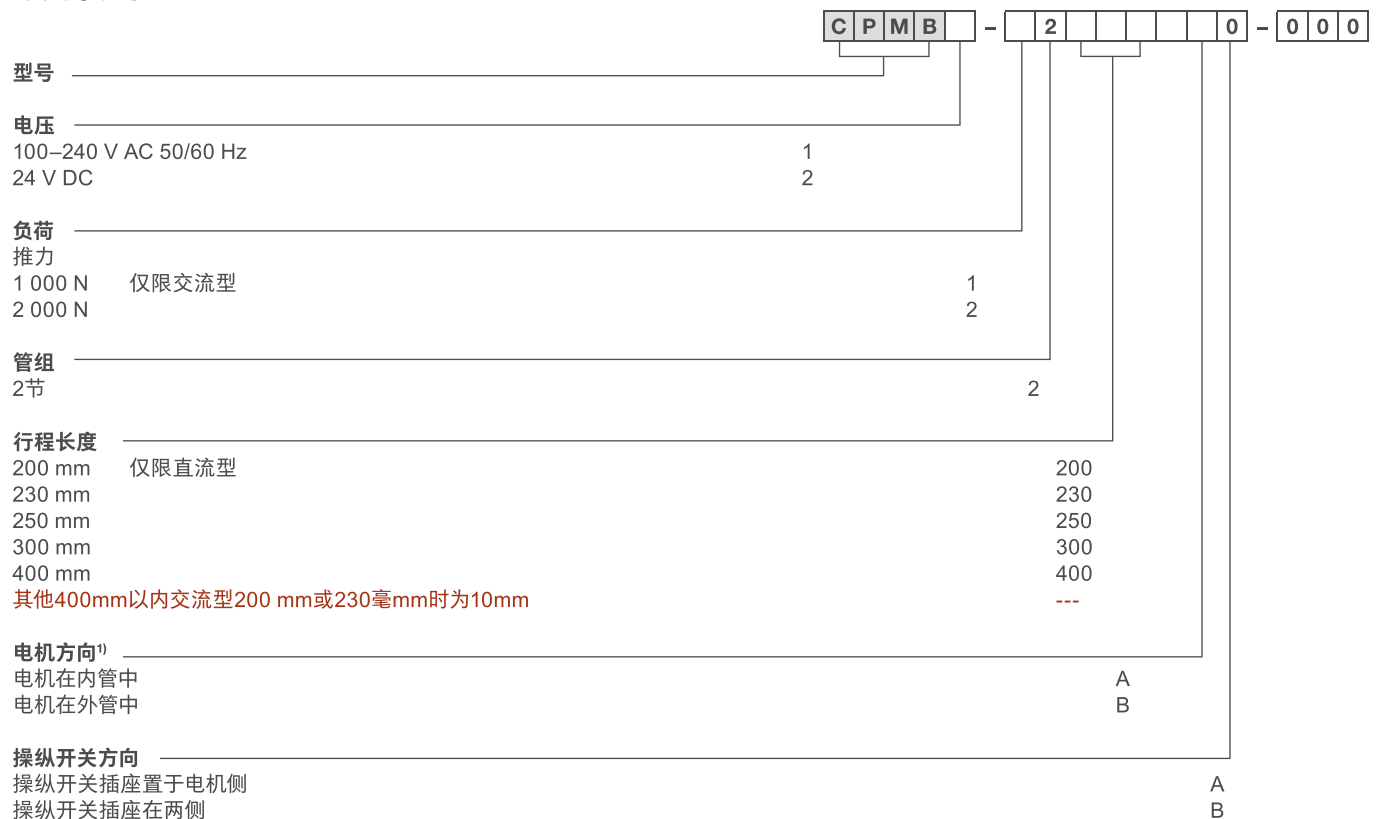 CPMB - 2 0 - 000
型号
电压
100–240 V AC 50/60 Hz 1
24 V DC 2
负荷
推力
1 000 N 仅限交流型 1
2 000 N 2
管组
2节 2
行程长度
200 mm 仅限直流型 200
230 mm 230
250 mm 250
300 mm 300
400 mm 400
其他400mm以内交流型200 mm或230毫mm时为10mm ---
电机方向¹⁾
电机在内管中 A
电机在外管中 B
操纵开关方向
操纵开关插座置于电机侧 A
操纵开关插座在两侧 B